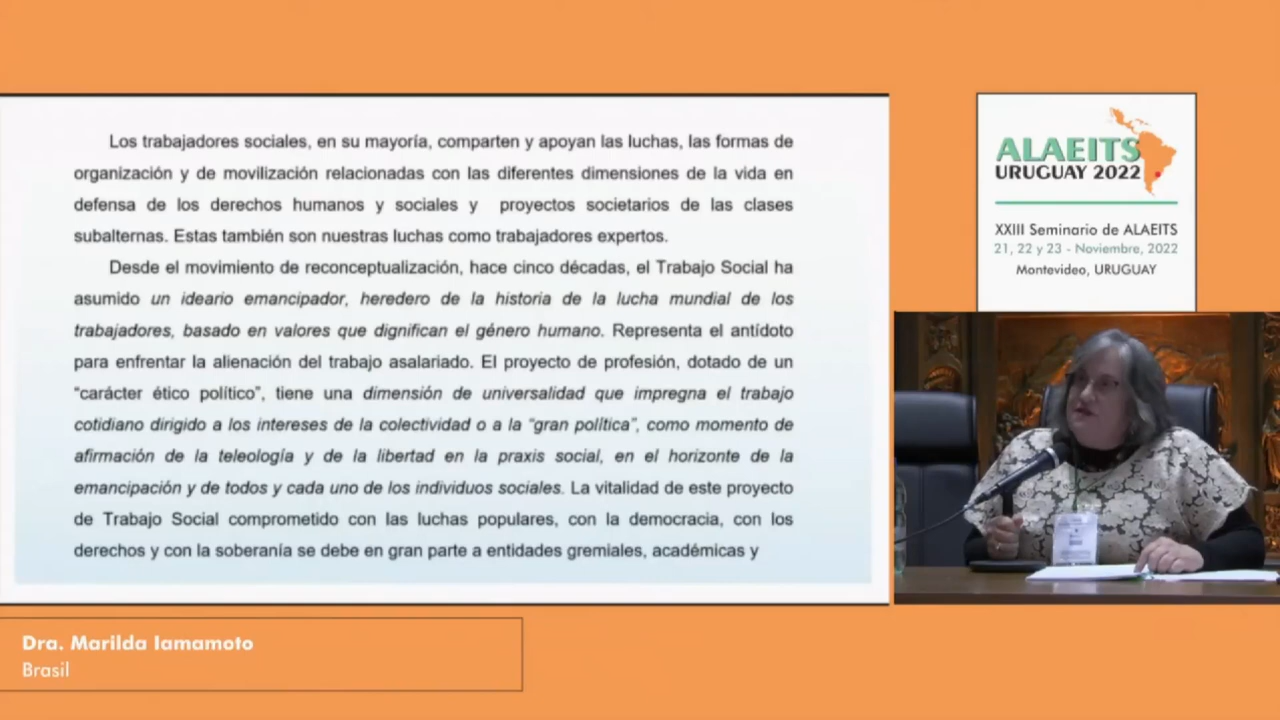 Los trabajadores sociales, en su mayoría, comparten y apoyan las luchas, las formas de
organización y de movilización relacionadas con las diferentes dimensiones de la vida en
defensa de los derechos humanos y sociales y proyectos societarios de las clases
subalternas. Estas también son nuestras luchas como trabajadores expertos.
Desde el movimiento de reconceptualización, hace cinco décadas, el Trabajo Social ha
asumido un ideario emancipador, heredero de la historia de la lucha mundial de los
trabajadores, basado en valores que dignifican el género humano. Representa el antídoto
para enfrentar la alienación del trabajo asalariado. El proyecto de profesión, dotado de un
“carácter ético político”, tiene una dimensión de universalidad que impregna el trabajo
cotidiano dirigido a los intereses de la colectividad o a la “gran política”, como momento de
afirmación de la teleología y de la libertad en la praxis social, en el horizonte de la
emancipación y de todos y cada uno de los individuos sociales. La vitalidad de este proyecto
de Trabajo Social comprometido con las luchas populares, con la democracia, con los
derechos y con la soberanía se debe en gran parte a entidades gremiales, académicas y
ALAEITS
URUGUAY 2022
XXIII Seminario de ALAEITS
21, 22 y 23 - Noviembre, 2022
Montevideo, URUGUAY
Dra. Marilda Iamamoto
Brasil